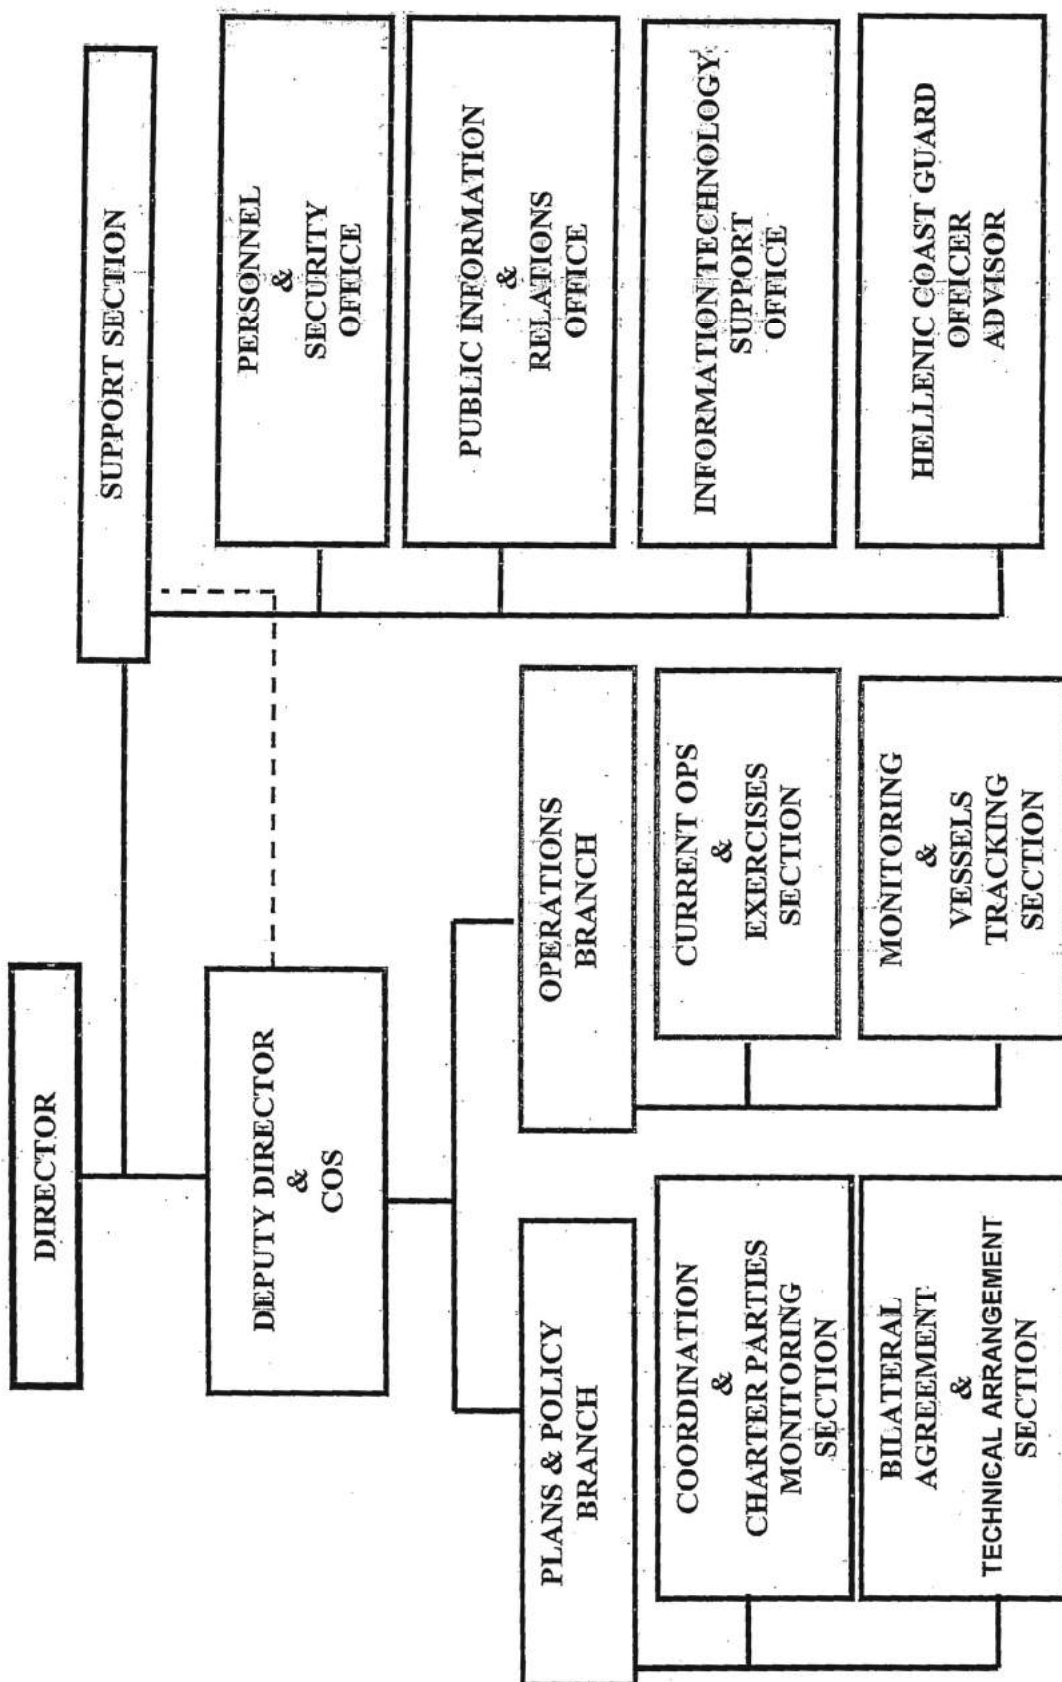 DIRECTOR
SUPPORT SECTION
DEPUTY DIRECTOR
&
COS
PLANS & POLICY
BRANCH
COORDINATION
&
CHARTER PARTIES
MONITORING
SECTION
BILATERAL
AGREEMENT
&
TECHNICAL ARRANGEMENT
SECTION
OPERATIONS
BRANCH
CURRENT OPS
&
EXERCISES
SECTION
MONITORING
&
VESSELS
TRACKING
SECTION
PERSONNEL
&
SECURITY
OFFICE
PUBLIC INFORMATION
&
RELATIONS
OFFICE
INFORMATION TECHNOLOGY
SUPPORT
OFFICE
HELLENIC COAST GUARD
OFFICER
ADVISOR